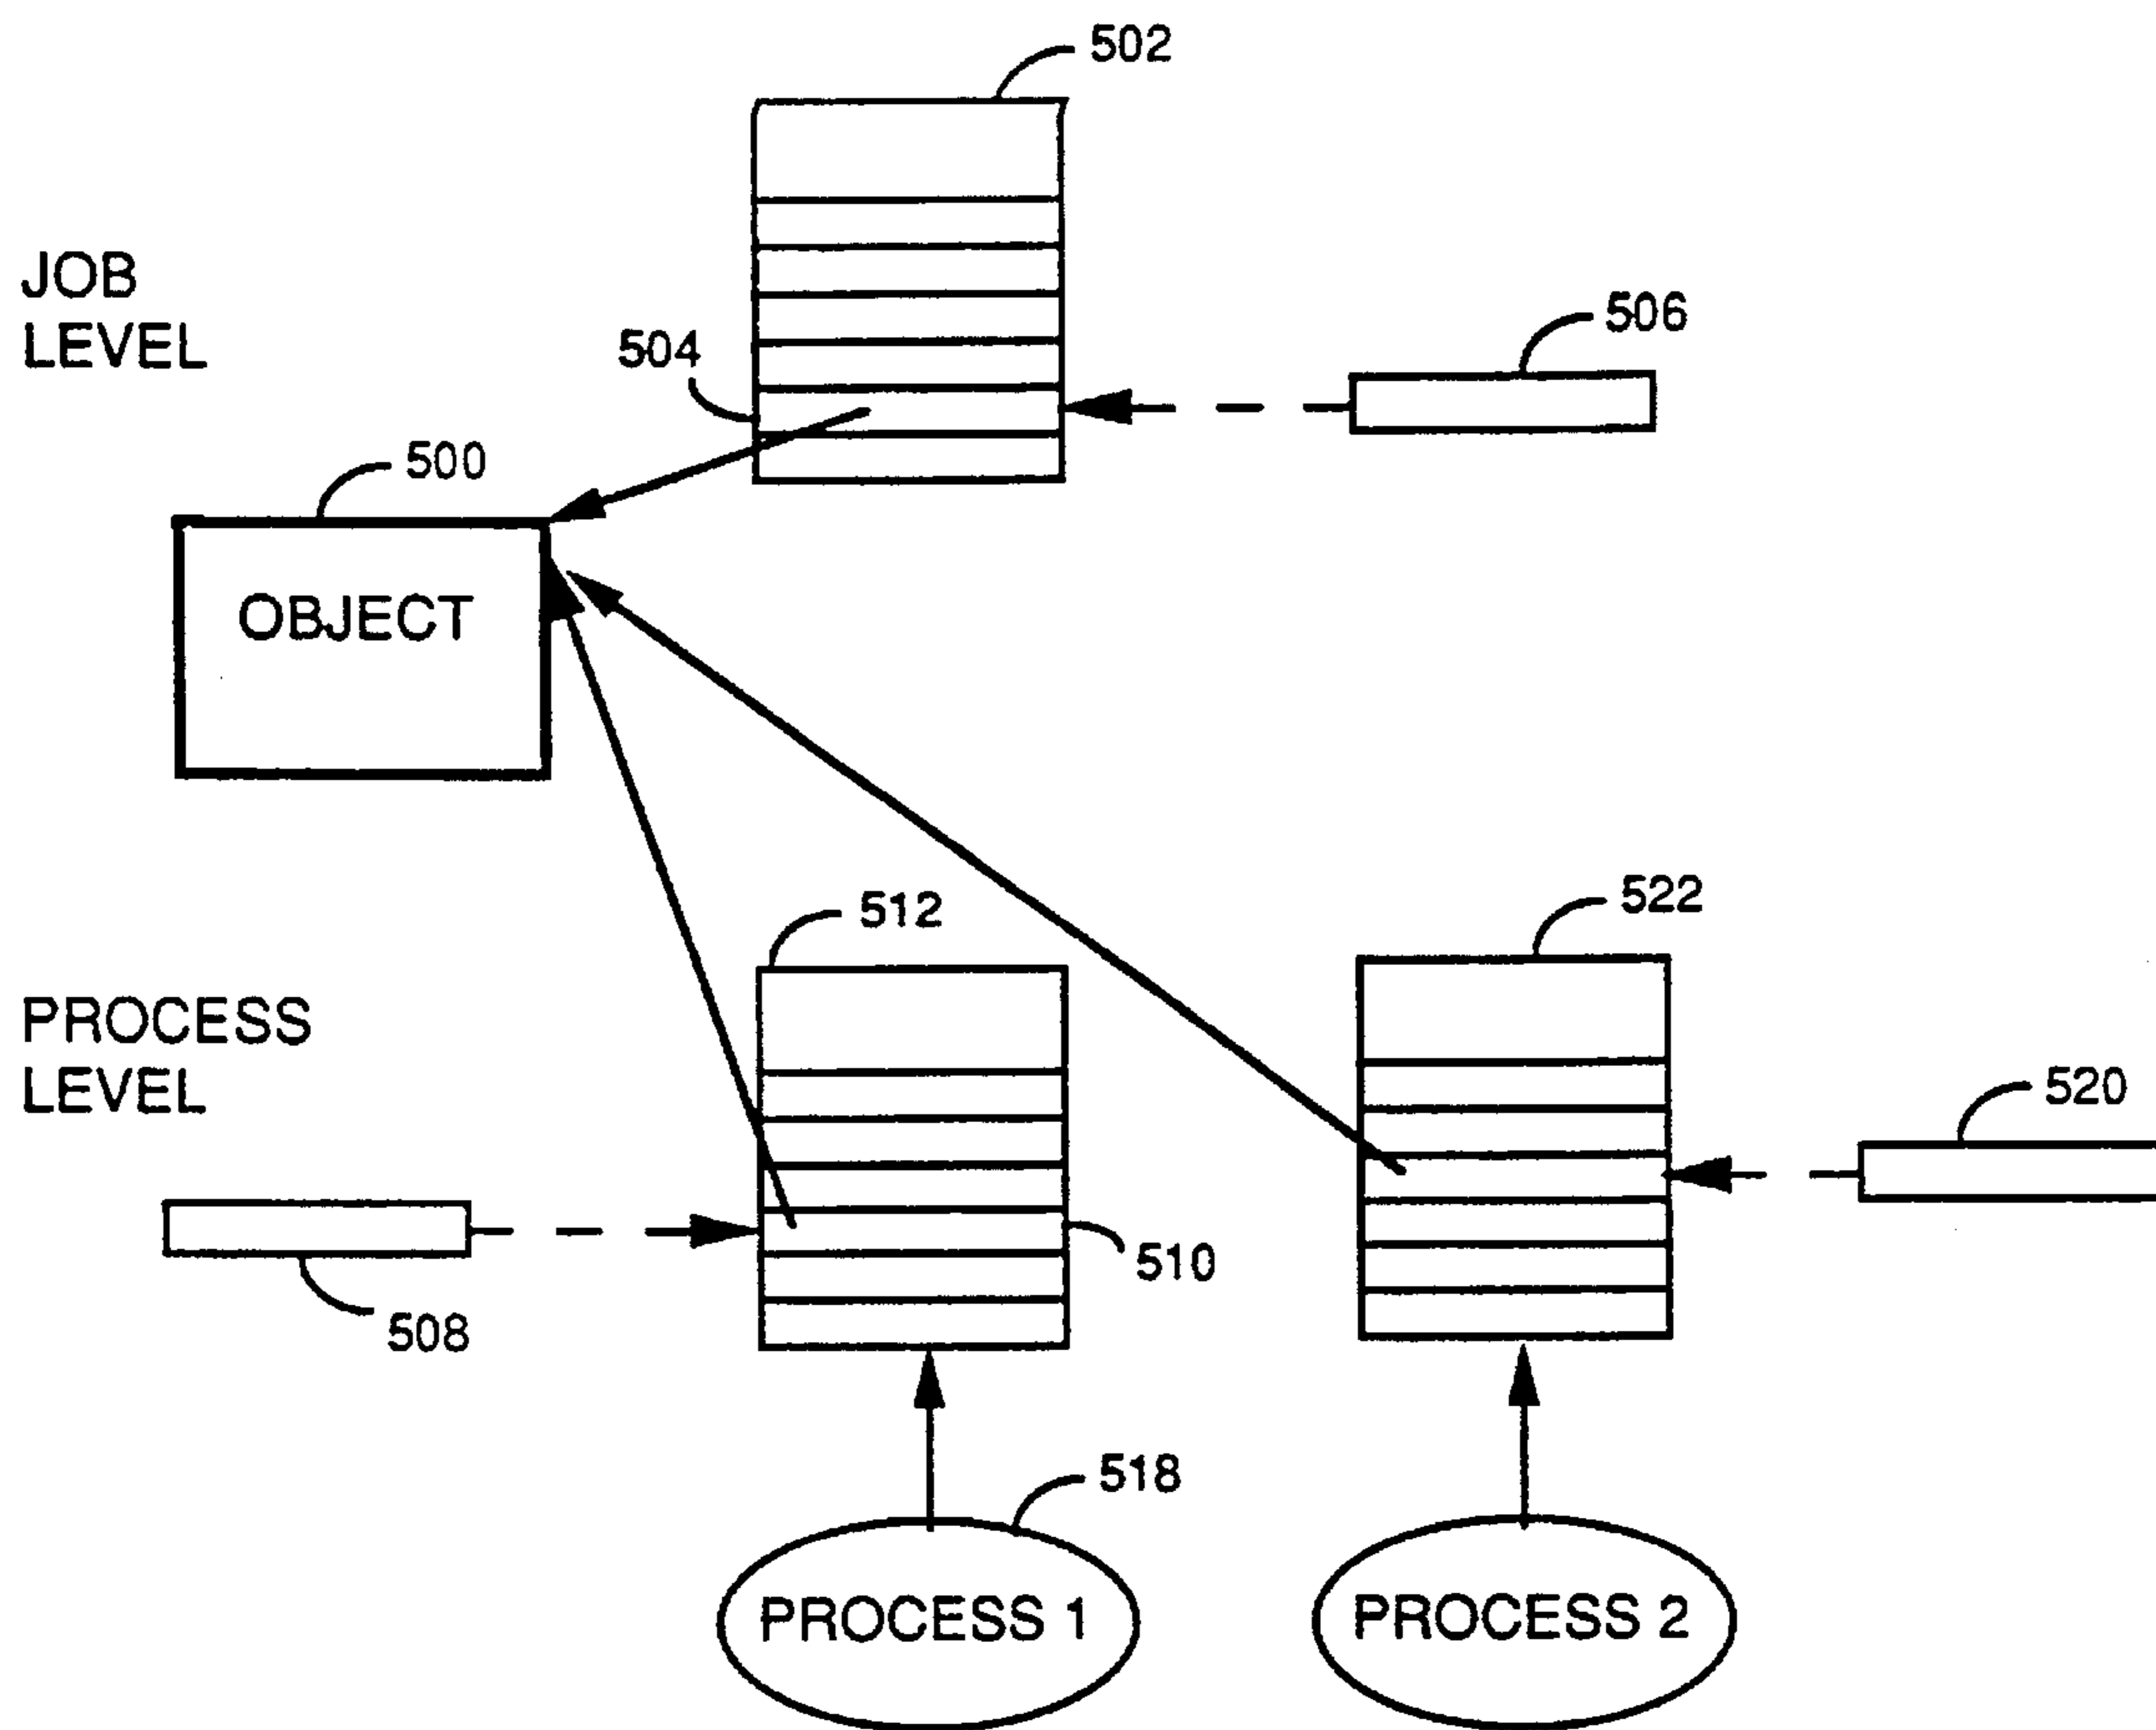 502
JOB
LEVEL
504
506
500
OBJECT
512
522
PROCESS
LEVEL
520
510
508
518
PROCESS 1
PROCESS 2